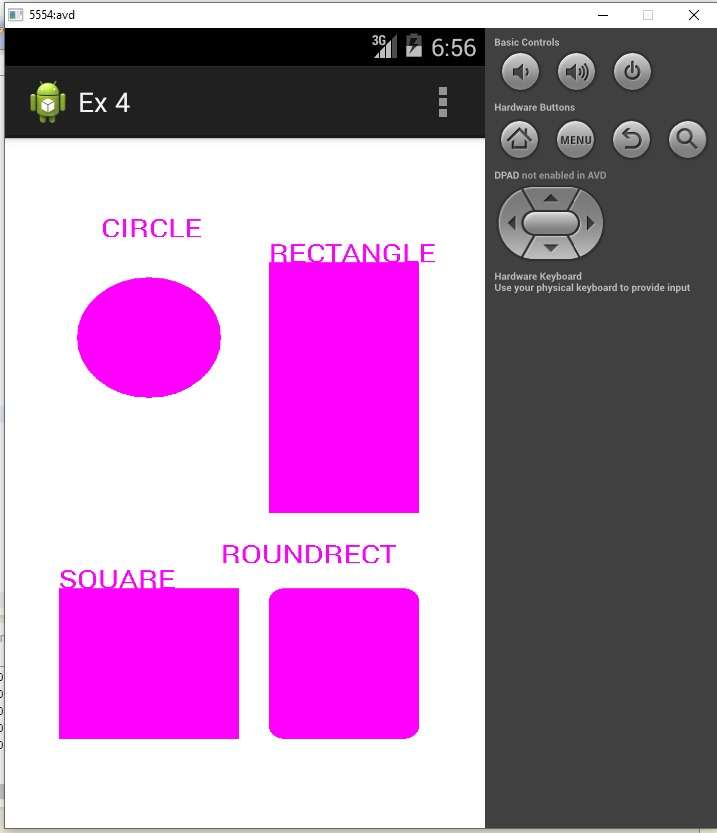 5554:avd
3G 6:56
Ex 4
CIRCLE
RECTANGLE
ROUNDRECT
SQUARE
Basic Controls
Hardware Buttons
MENU
DPAD not enabled in AVD
Hardware Keyboard
Use your physical keyboard to provide input